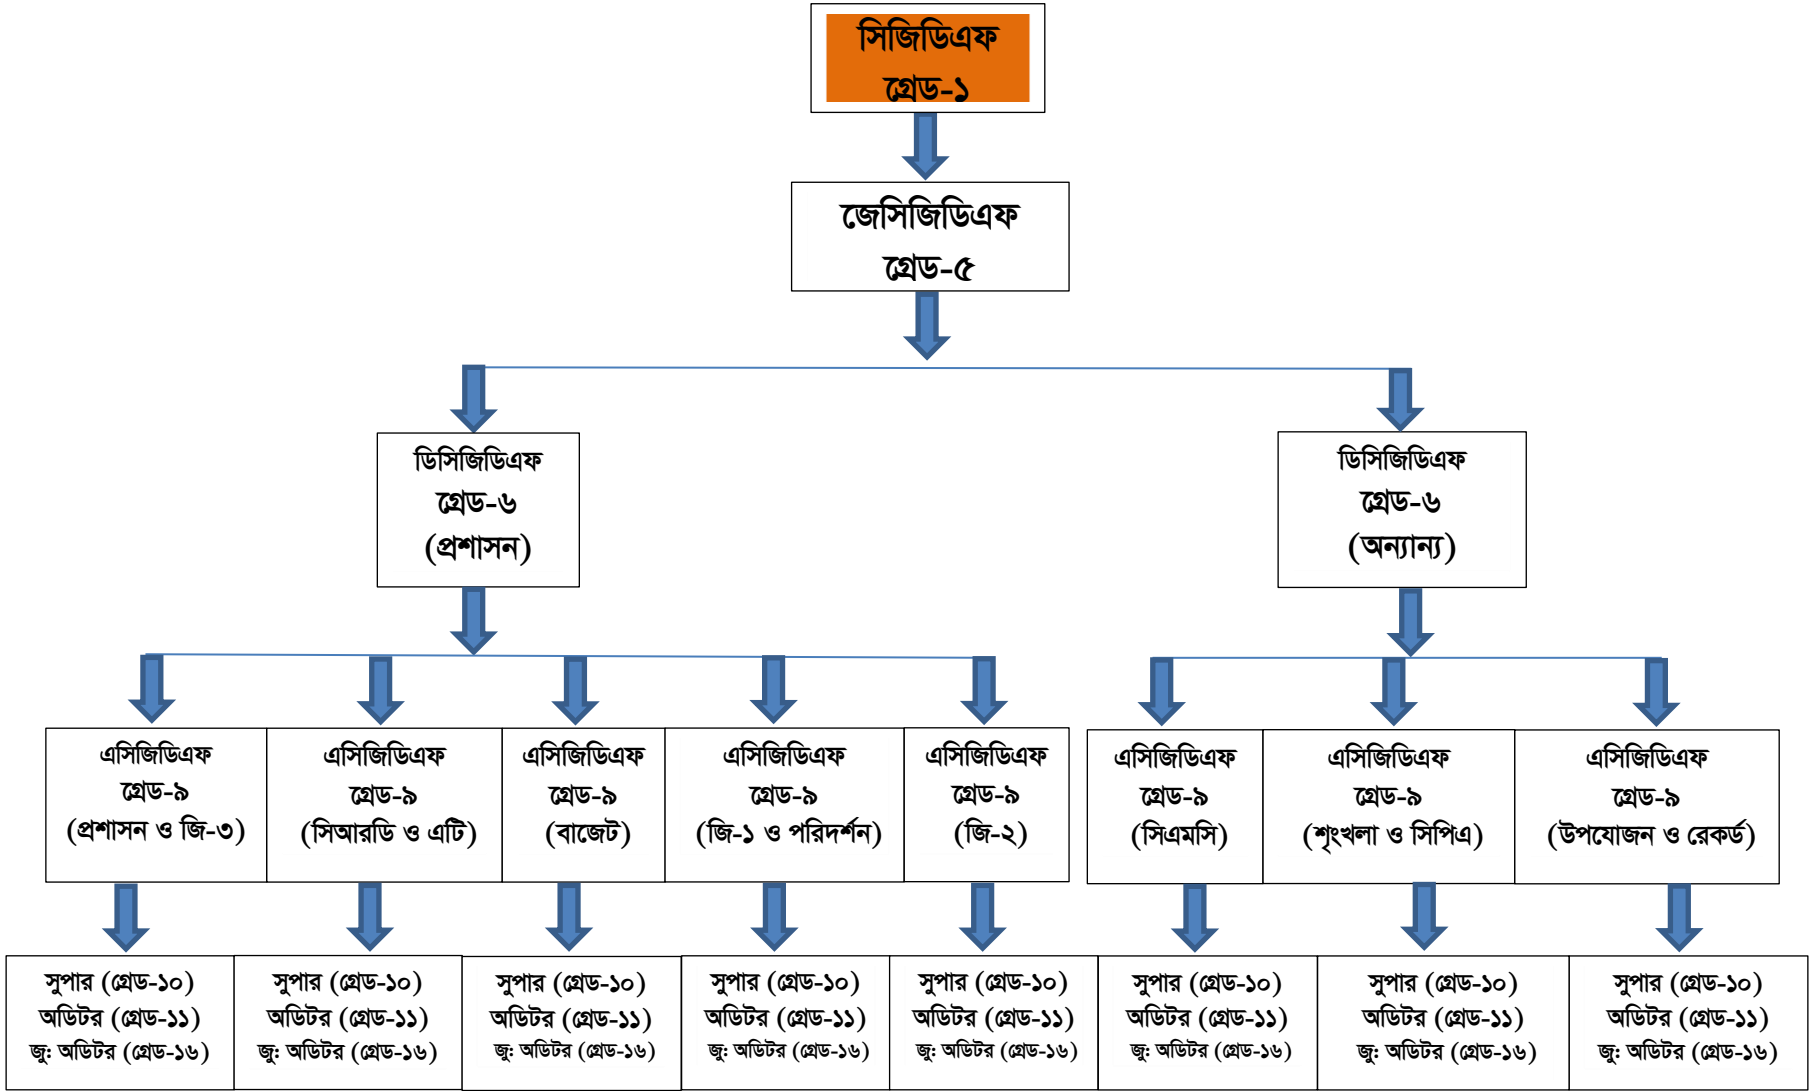 সিজিডিএফ
গ্রেড-১
জেসিজিডিএফ
গ্রেড-৫
ডিসিজিডিএফ
গ্রেড-৬
(প্রশাসন)
ডিসিজিডিএফ
গ্রেড-৬
(অন্যান্য)
এসিজিডিএফ
গ্রেড-৯
(প্রশাসন ও জি-৩)
এসিজিডিএফ
গ্রেড-৯
(সিআরডি ও এটি)
এসিজিডিএফ
গ্রেড-৯
(বাজেট)
এসিজিডিএফ
গ্রেড-৯
(জি-১ ও পরিদর্শন)
এসিজিডিএফ
গ্রেড-৯
(জি-২)
এসিজিডিএফ
গ্রেড-৯
(সিএমসি)
এসিজিডিএফ
গ্রেড-৯
(শৃংখলা ও সিপিএ)
এসিজিডিএফ
গ্রেড-৯
(উপযোজন ও রেকর্ড)
সুপার (গ্রেড-১০)
অডিটর (গ্রেড-১১)
জু: অডিটর (গ্রেড-১৬)
সুপার (গ্রেড-১০)
অডিটর (গ্রেড-১১)
জু: অডিটর (গ্রেড-১৬)
সুপার (গ্রেড-১০)
অডিটর (গ্রেড-১১)
জু: অডিটর (গ্রেড-১৬)
সুপার (গ্রেড-১০)
অডিটর (গ্রেড-১১)
জু: অডিটর (গ্রেড-১৬)
সুপার (গ্রেড-১০)
অডিটর (গ্রেড-১১)
জু: অডিটর (গ্রেড-১৬)
সুপার (গ্রেড-১০)
অডিটর (গ্রেড-১১)
জু: অডিটর (গ্রেড-১৬)
সুপার (গ্রেড-১০)
অডিটর (গ্রেড-১১)
জু: অডিটর (গ্রেড-১৬)
সুপার (গ্রেড-১০)
অডিটর (গ্রেড-১১)
জু: অডিটর (গ্রেড-১৬)